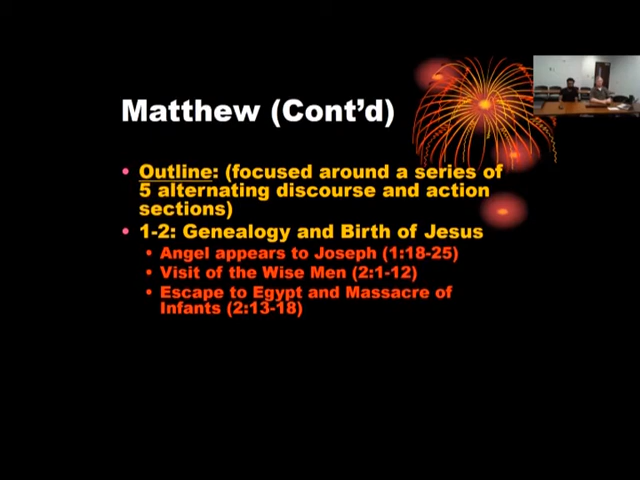 Matthew (Cont'd)
• Outline: (focused around a series of
5 alternating discourse and action
sections)
• 1-2: Genealogy and Birth of Jesus
• Angel appears to Joseph (1:18-25)
• Visit of the Wise Men (2:1-12)
• Escape to Egypt and Massacre of
Infants (2:13-18)